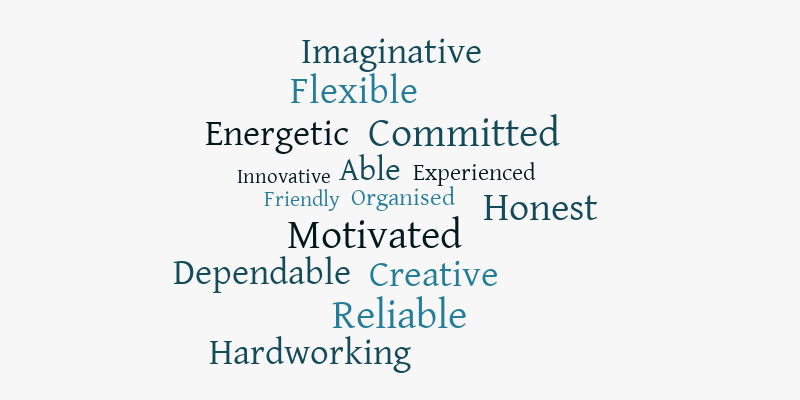 Imaginative
Flexible
Energetic Committed
Innovative Able Experienced
Friendly Organised Honest
Motivated
Dependable Creative
Reliable
Hardworking